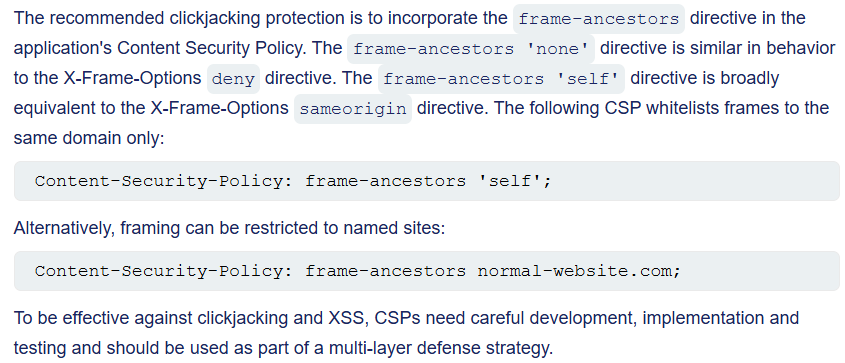 The recommended clickjacking protection is to incorporate the frame-ancestors directive in the
application's Content Security Policy. The frame-ancestors 'none' directive is similar in behavior
to the X-Frame-Options deny directive. The frame-ancestors 'self' directive is broadly
equivalent to the X-Frame-Options sameorigin directive. The following CSP whitelists frames to the
same domain only:
Content-Security-Policy: frame-ancestors 'self';
Alternatively, framing can be restricted to named sites:
Content-Security-Policy: frame-ancestors normal-website.com;
To be effective against clickjacking and XSS, CSPs need careful development, implementation and
testing and should be used as part of a multi-layer defense strategy.